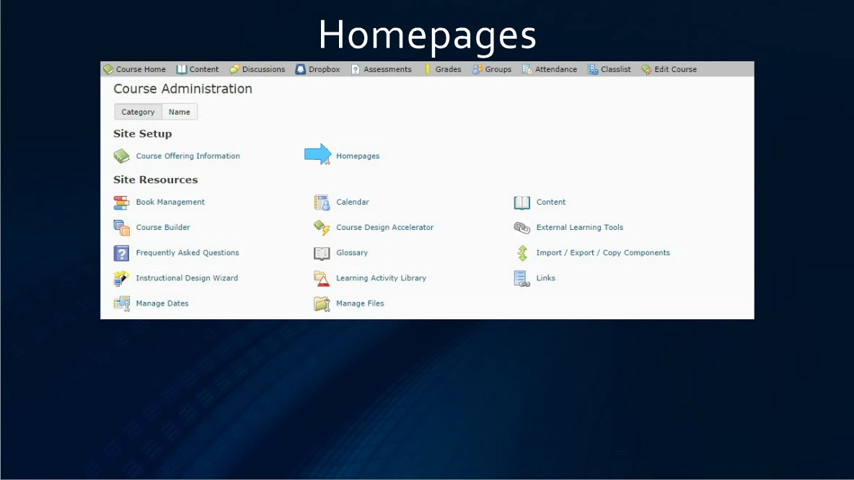 Homepages
Course Home Content Discussions Dropbox Assessments Grades Groups Attendance Classlist Edit Course
Course Administration
Category Name
Site Setup
Course Offering Information Homepages
Site Resources
Book Management Calendar Content
Course Builder Course Design Accelerator External Learning Tools
Frequently Asked Questions Glossary Import / Export / Copy Components
Instructional Design Wizard Learning Activity Library Links
Manage Dates Manage Files